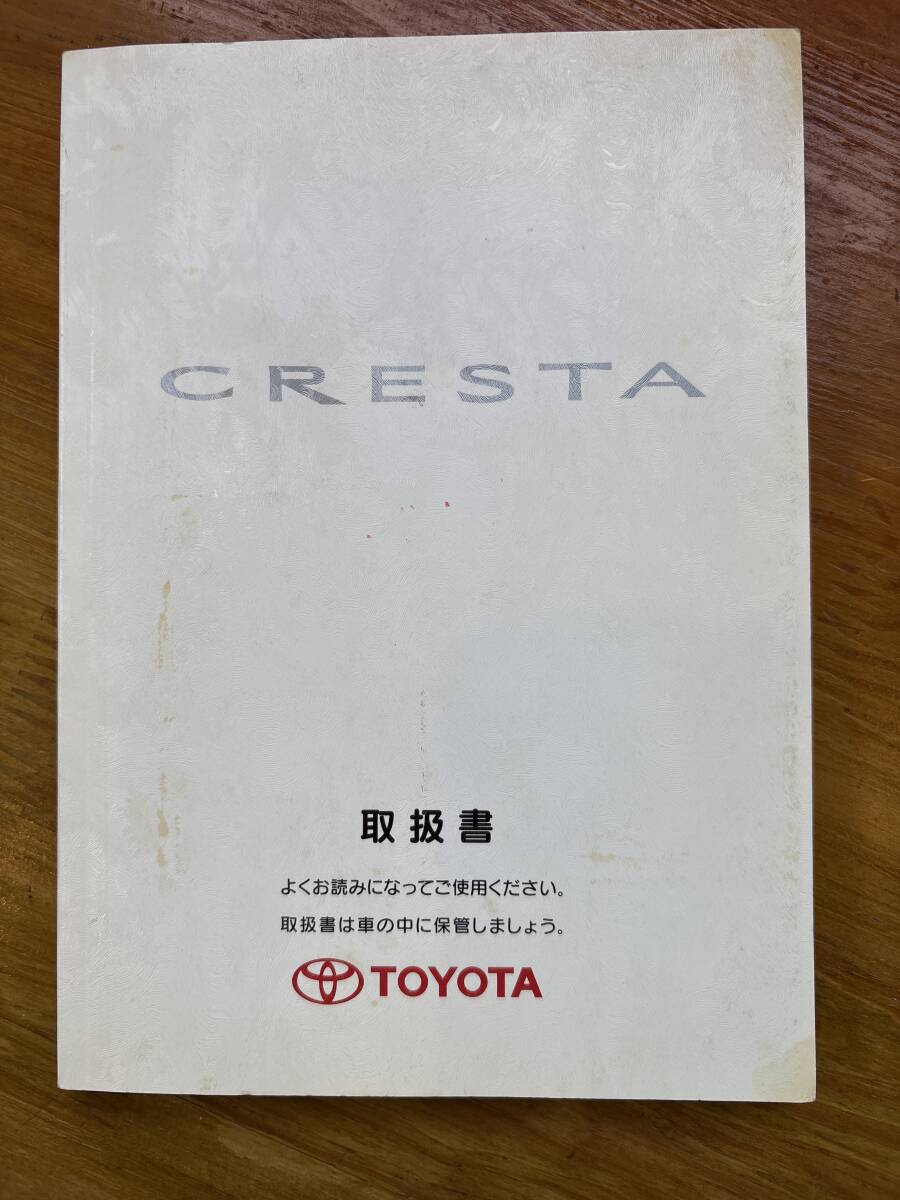 CRESTA
取扱書
よくお読みになってご使用ください。
取扱書は車の中に保管しましょう。
TOYOTA